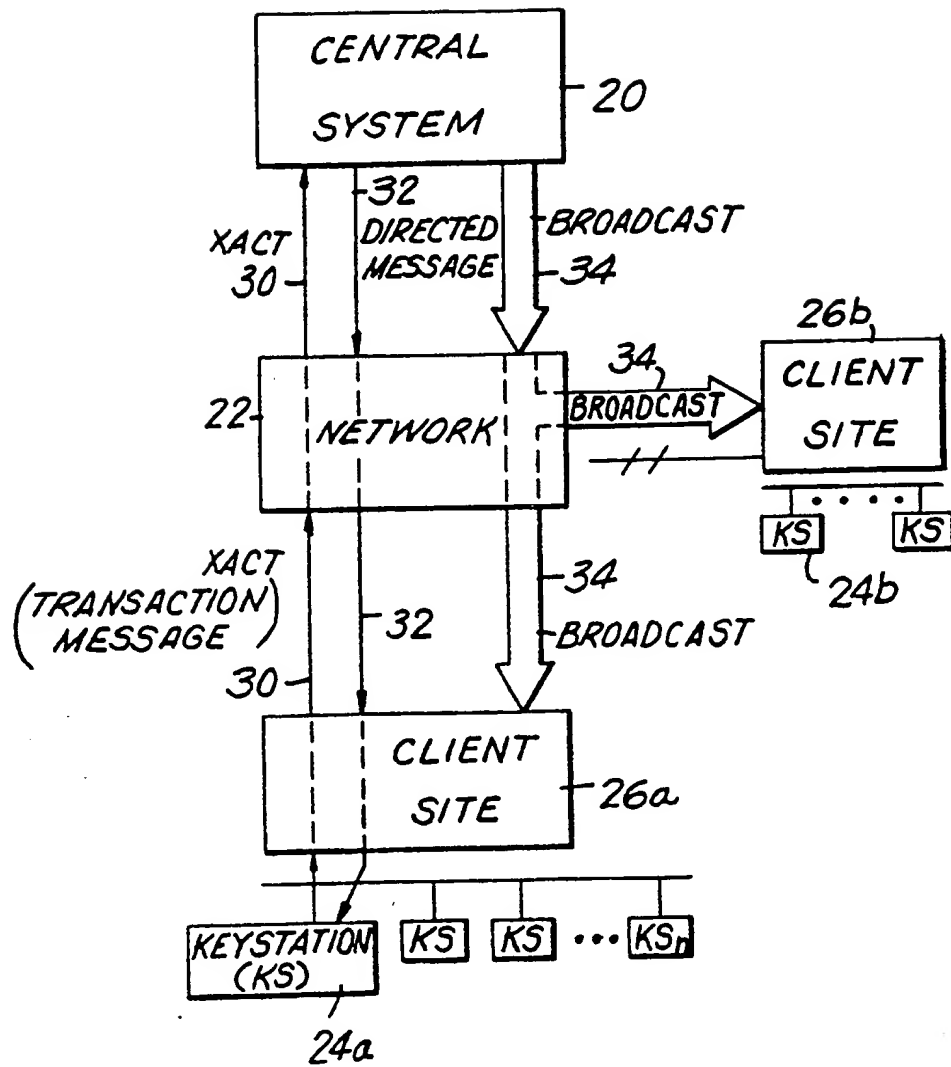 CENTRAL
SYSTEM
20
32
DIRECTED
MESSAGE
XACT
30
BROADCAST
34
22
NETWORK
34
BROADCAST
26b
CLIENT
SITE
KS
KS
24b
XACT
(TRANSACTION
MESSAGE)
30
32
34
BROADCAST
CLIENT
SITE
26a
KEYSTATION
(KS)
KS
KS
KSn
24a